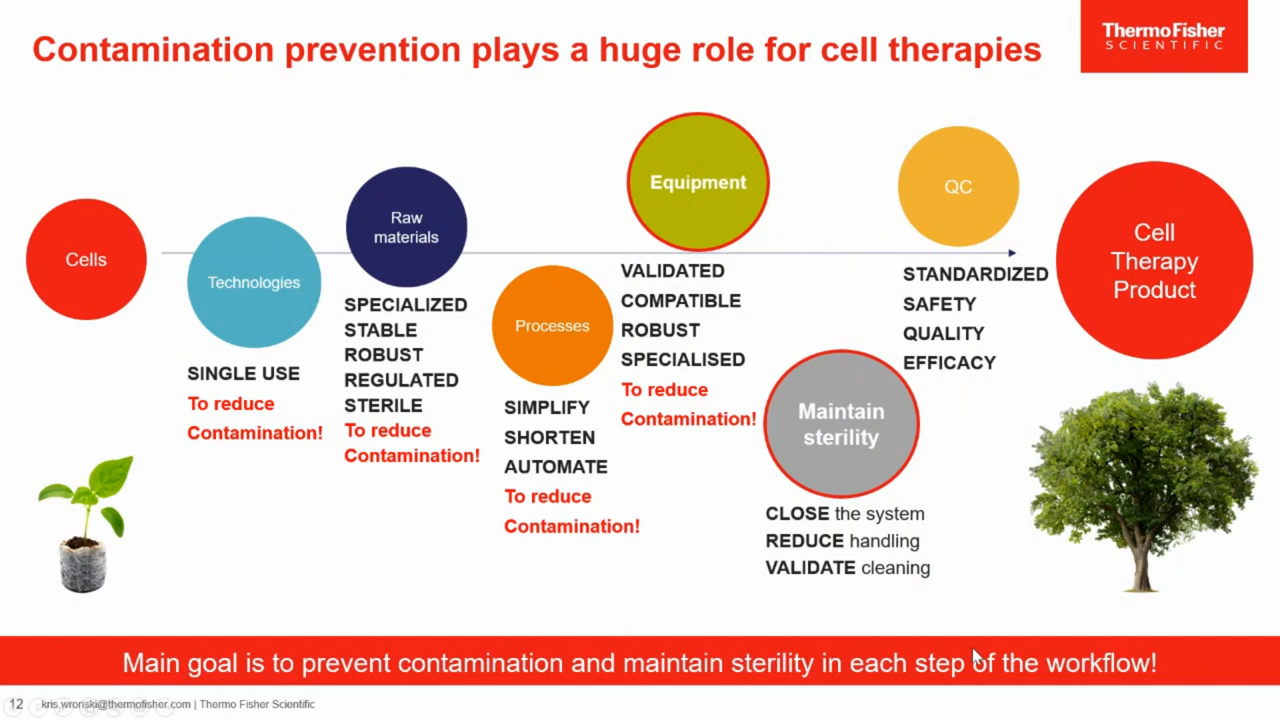 Contamination prevention plays a huge role for cell therapies
ThermoFisher
SCIENTIFIC
Cells
Technologies
SINGLE USE
To reduce
Contamination!
Raw
materials
SPECIALIZED
STABLE
ROBUST
REGULATED
STERILE
To reduce
Contamination!
Processes
SIMPLIFY
SHORTEN
AUTOMATE
To reduce
Contamination!
Equipment
VALIDATED
COMPATIBLE
ROBUST
SPECIALISED
To reduce
Contamination!
Maintain
sterility
CLOSE the system
REDUCE handling
VALIDATE cleaning
QC
STANDARDIZED
SAFETY
QUALITY
EFFICACY
Cell
Therapy
Product
Main goal is to prevent contamination and maintain sterility in each step of the workflow!
12 kris.wronski@thermofisher.com | Thermo Fisher Scientific